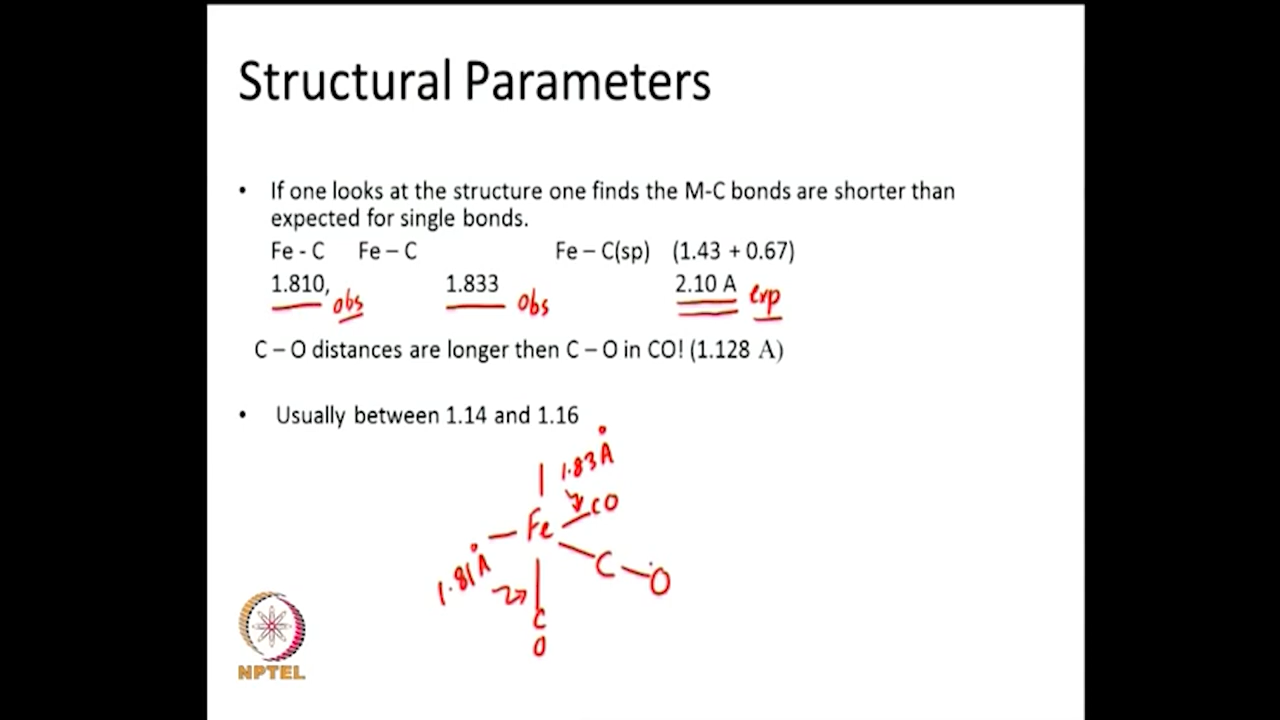 Structural Parameters
• If one looks at the structure one finds the M-C bonds are shorter than
expected for single bonds.
Fe - C Fe – C Fe – C(sp) (1.43 + 0.67)
1.810, obs 1.833 obs 2.10 A exp
C – O distances are longer then C – O in CO! (1.128 A)
• Usually between 1.14 and 1.16
1.83 Å
Fe CO
1.81 Å C – O
C
O
NPTEL